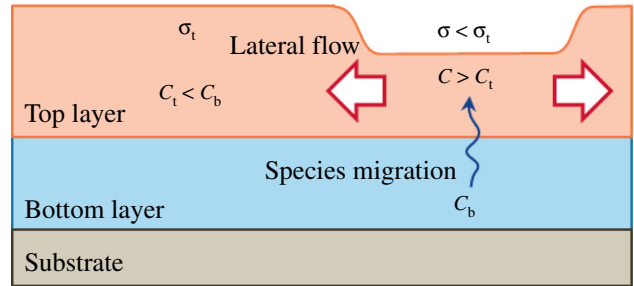 σt
σ < σt
Lateral flow
Ct < Cb
C > Ct
Top layer
Species migration
Cb
Bottom layer
Substrate